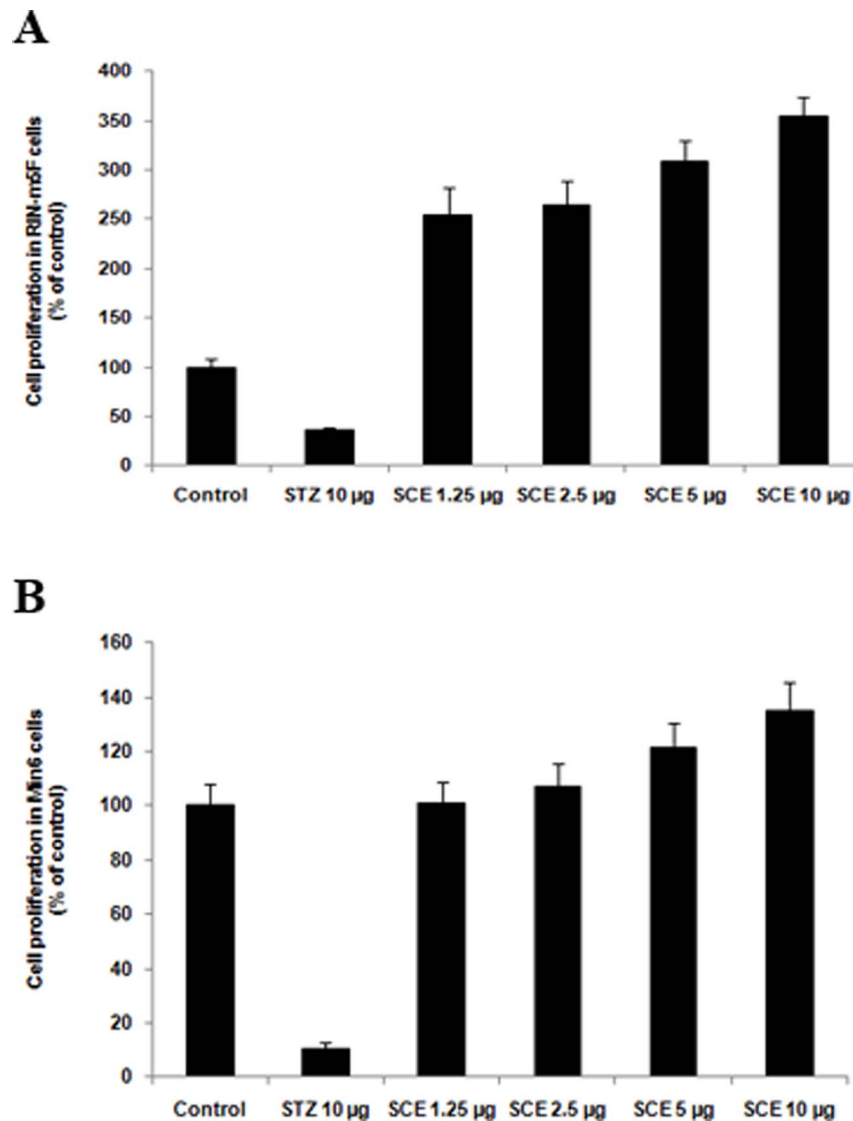 A
Cell proliferation in RIN-m5F cells
(% of control)
400
350
300
250
200
150
100
50
0
Control STZ 10 µg SCE 1.25 µg SCE 2.5 µg SCE 5 µg SCE 10 µg
B
Cell proliferation in Min6 cells
(% of control)
160
140
120
100
80
60
40
20
0
Control STZ 10 µg SCE 1.25 µg SCE 2.5 µg SCE 5 µg SCE 10 µg